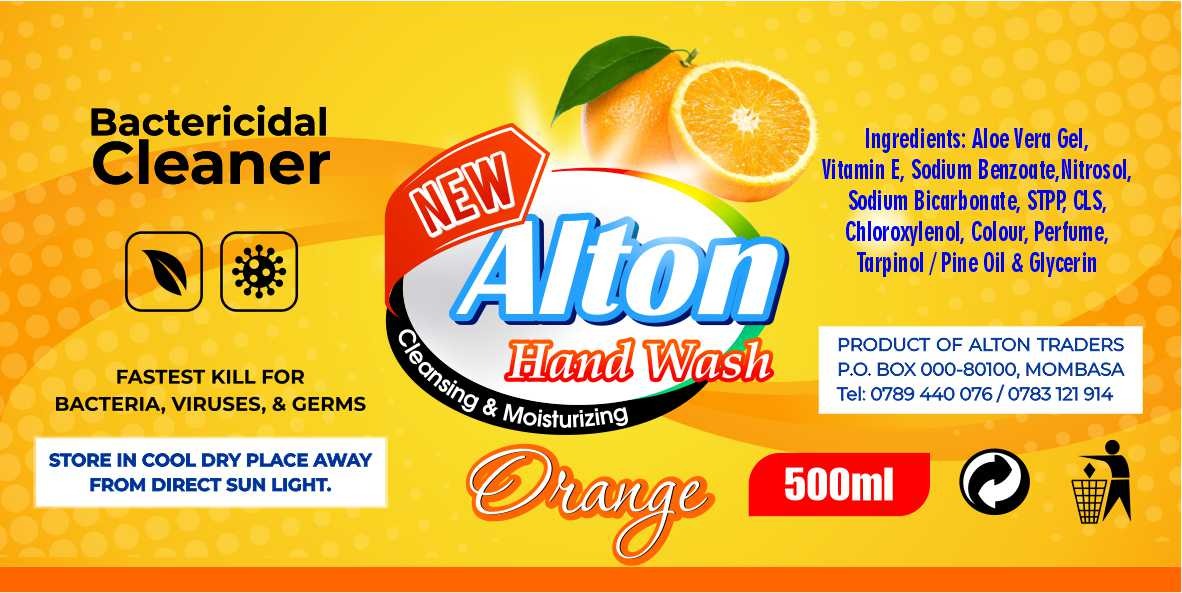 Bactericidal
Cleaner
FASTEST KILL FOR
BACTERIA, VIRUSES, & GERMS
STORE IN COOL DRY PLACE AWAY
FROM DIRECT SUN LIGHT.
NEW
Alton
Hand Wash
Cleansing & Moisturizing
Orange
500ml
Ingredients: Aloe Vera Gel,
Vitamin E, Sodium Benzoate,Nitrosol,
Sodium Bicarbonate, STPP, CLS,
Chloroxylenol, Colour, Perfume,
Tarpinol / Pine Oil & Glycerin
PRODUCT OF ALTON TRADERS
P.O. BOX 000-80100, MOMBASA
Tel: 0789 440 076 / 0783 121 914